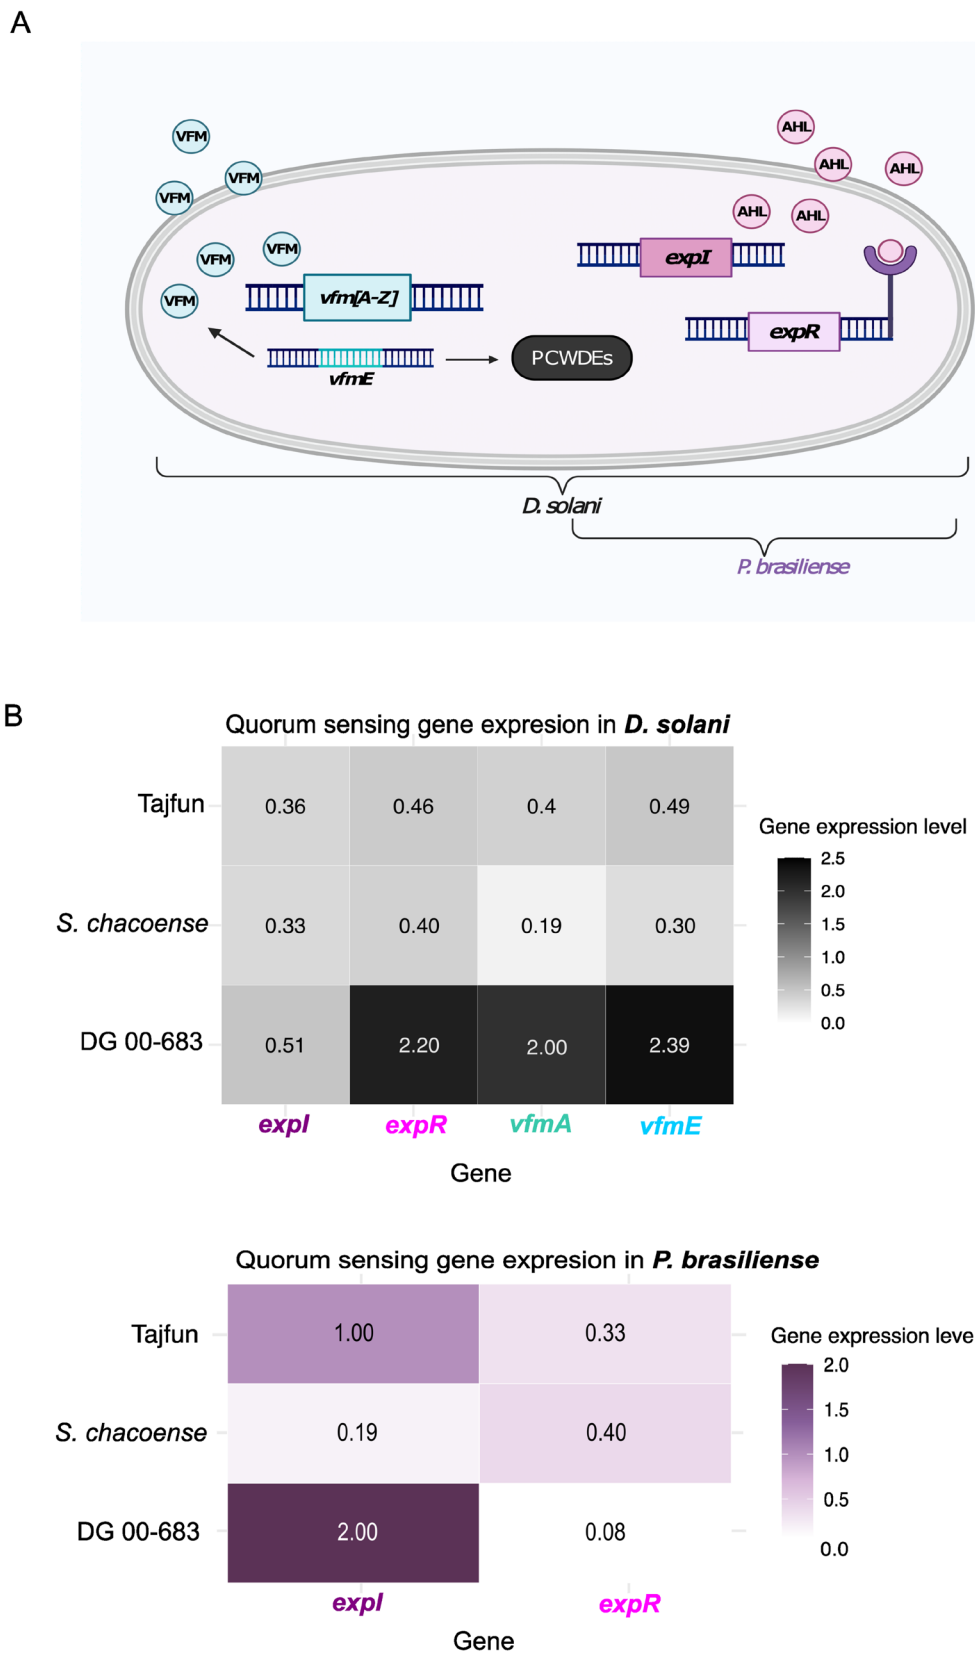 A
VFM
AHL
VFM
AHL
AHL
VFM
AHL
AHL
VFM
VFM
expI
VFM
vfm[A-Z]
expR
PCWDEs
vfmE
D. solani
P. brasiliense
B
Quorum sensing gene expresion in D. solani
Tajfun
0.36
0.46
0.4
0.49
S. chacoense
0.33
0.40
0.19
0.30
DG 00-683
0.51
2.20
2.00
2.39
expI
expR
vfmA
vfmE
Gene
Gene expression level
2.5
2.0
1.5
1.0
0.5
0.0
Quorum sensing gene expresion in P. brasiliense
Tajfun
1.00
0.33
S. chacoense
0.19
0.40
DG 00-683
2.00
0.08
expI
expR
Gene
Gene expression leve
2.0
1.5
1.0
0.5
0.0